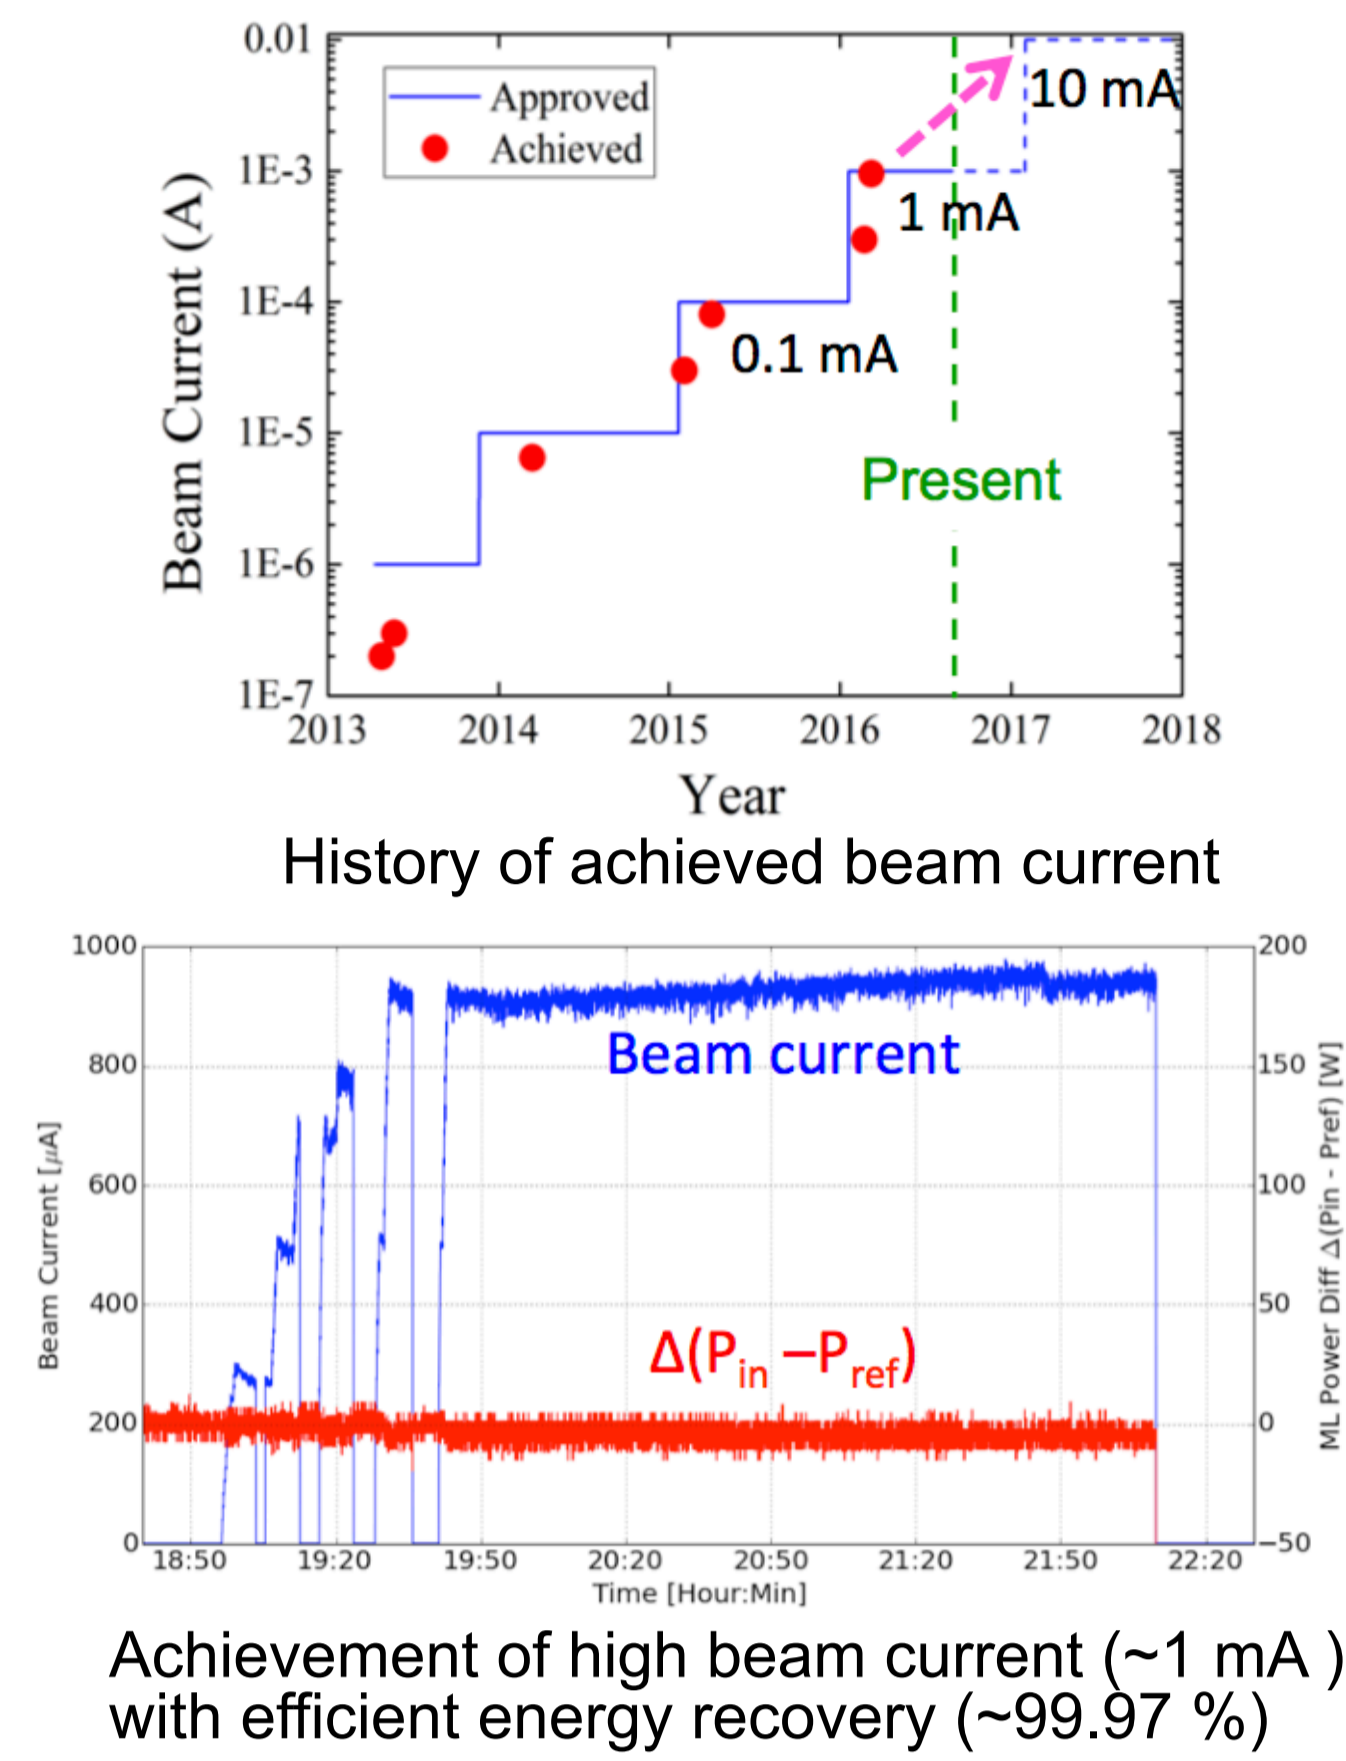 0.01
1E-3
1E-4
1E-5
1E-6
1E-7
Beam Current (A)
Approved
Achieved
10 mA
1 mA
0.1 mA
Present
2013 2014 2015 2016 2017 2018
Year
History of achieved beam current
1000
800
600
400
200
0
Beam Current [μA]
200
150
100
50
0
−50
ML Power Diff Δ(Pin - Pref) [W]
Beam current
Δ(Pin −Pref)
18:50 19:20 19:50 20:20 20:50 21:20 21:50 22:20
Time [Hour:Min]
Achievement of high beam current (~1 mA )
with efficient energy recovery (~99.97 %)